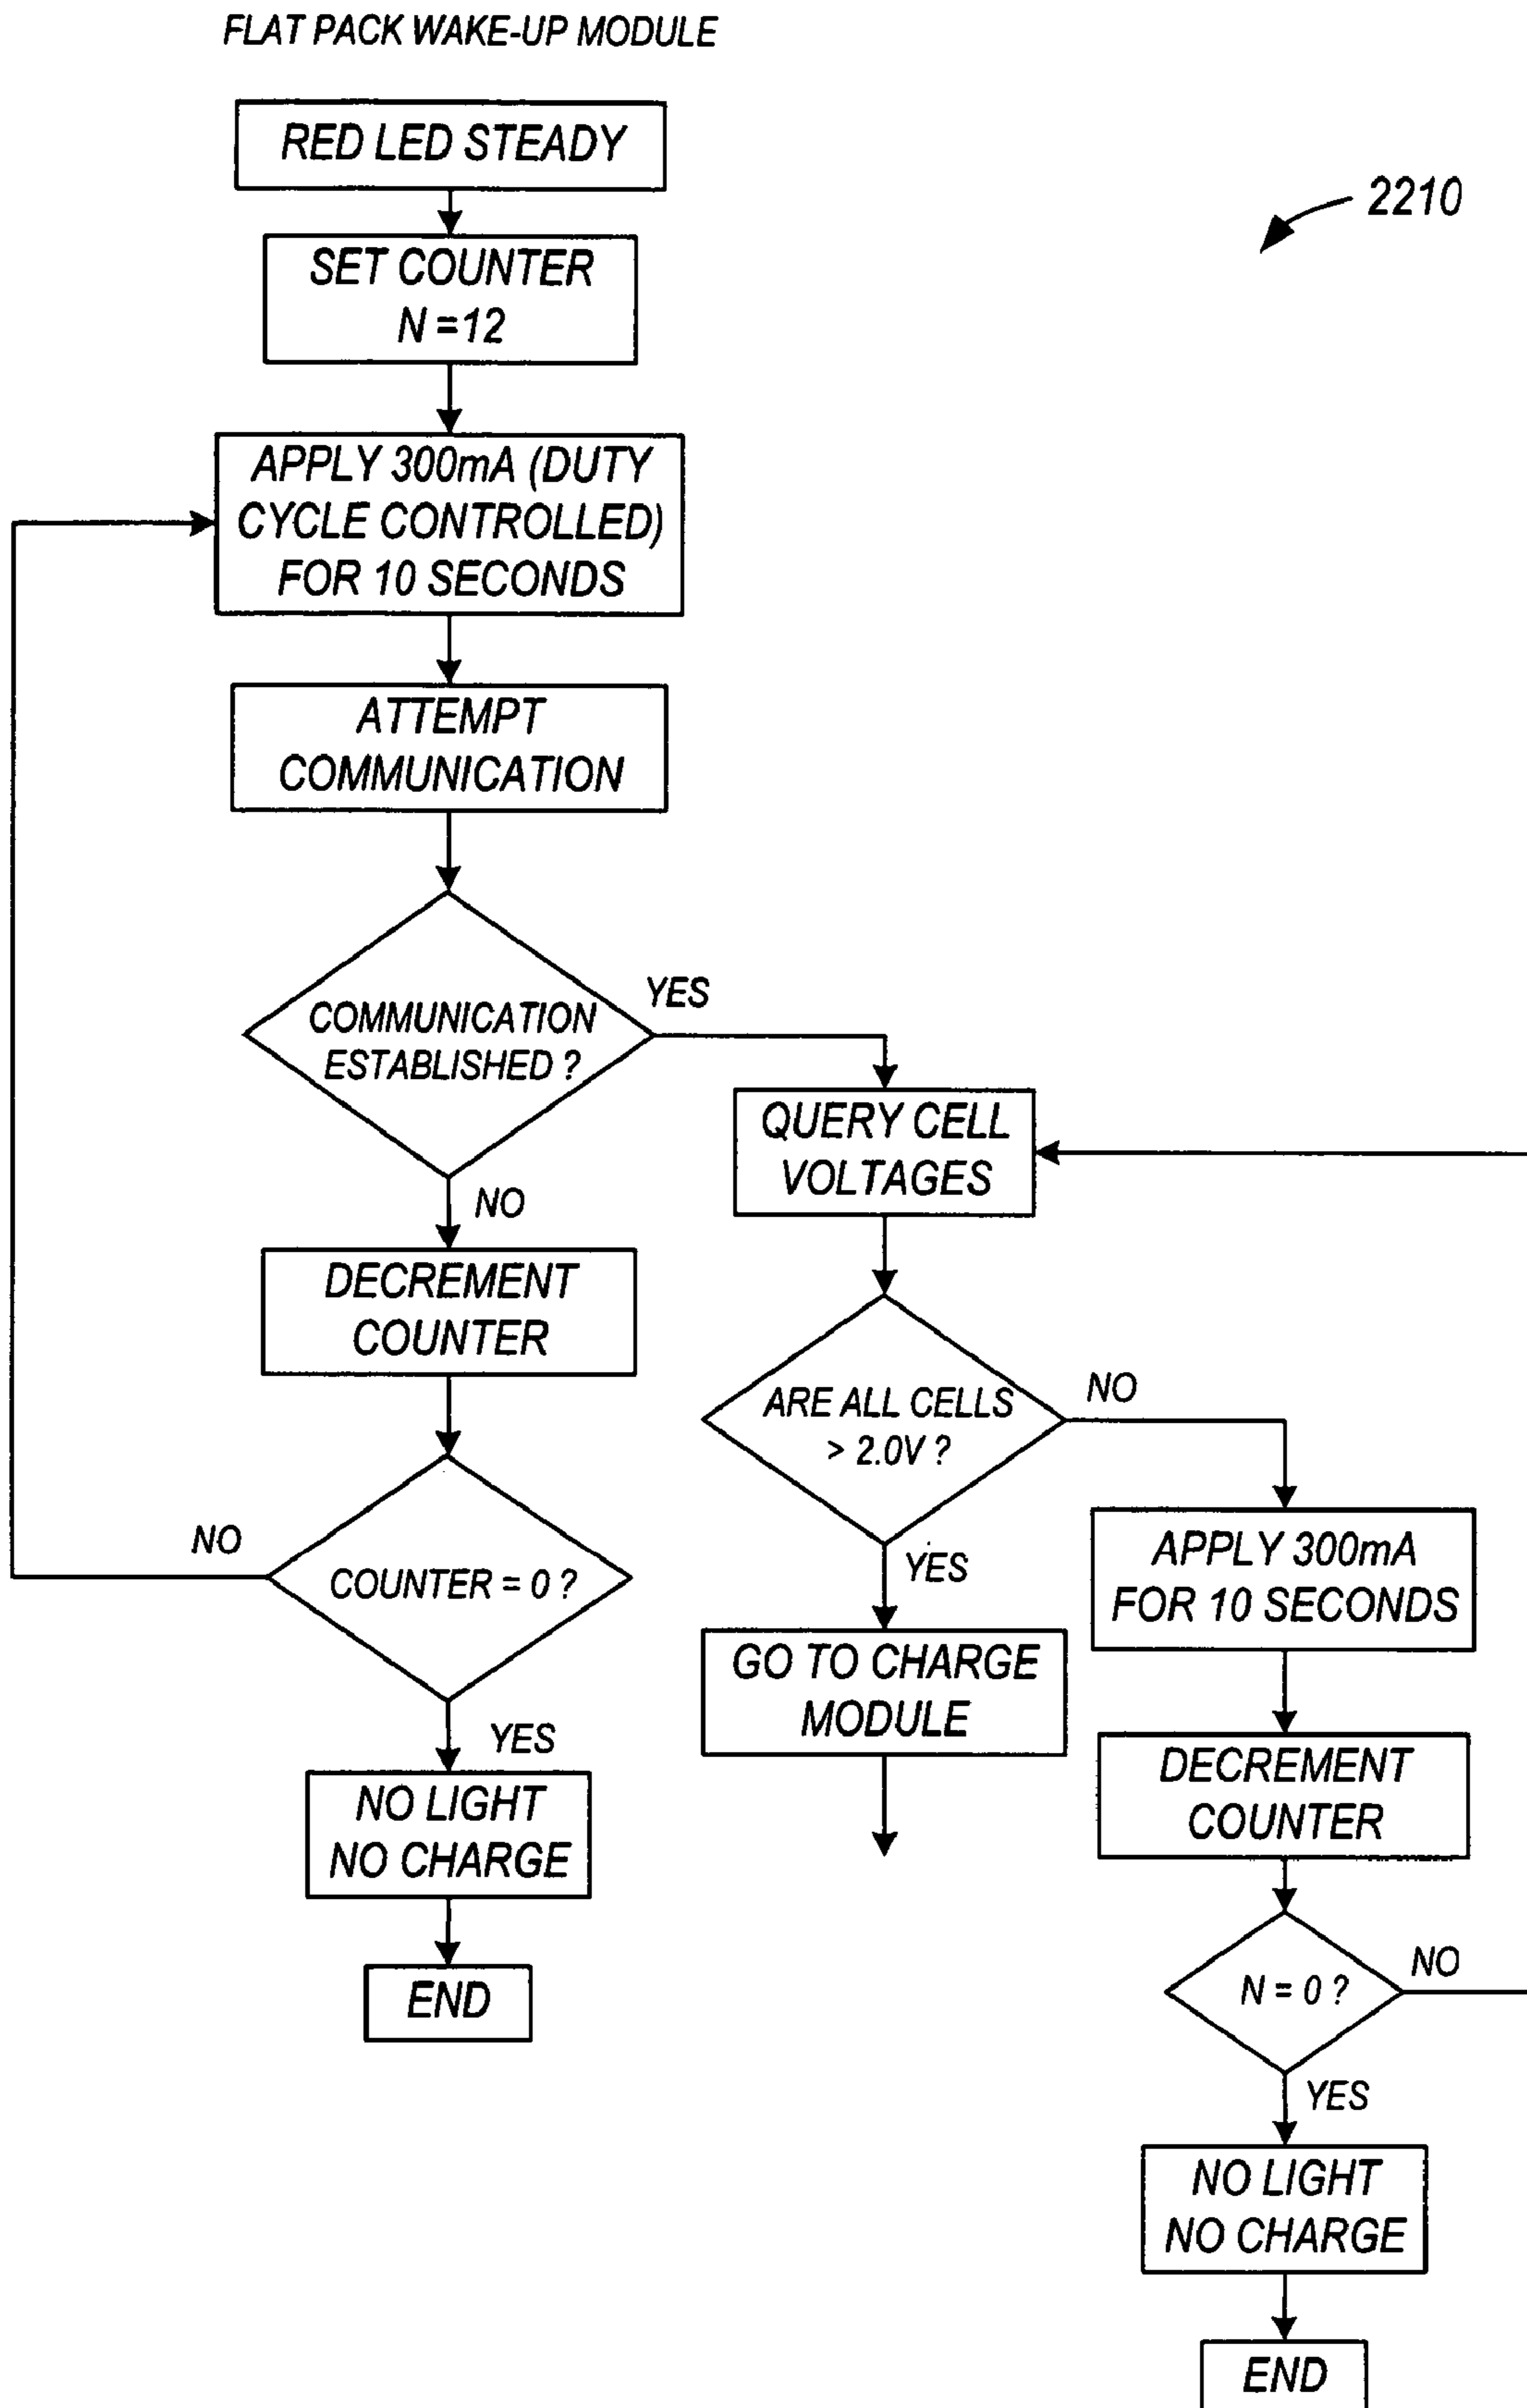 FLAT PACK WAKE-UP MODULE
RED LED STEADY
2210
SET COUNTER
N =12
APPLY 300mA (DUTY
CYCLE CONTROLLED)
FOR 10 SECONDS
ATTEMPT
COMMUNICATION
COMMUNICATION
ESTABLISHED ?
YES
NO
DECREMENT
COUNTER
COUNTER = 0 ?
NO
YES
NO LIGHT
NO CHARGE
END
QUERY CELL
VOLTAGES
ARE ALL CELLS
> 2.0V ?
NO
YES
GO TO CHARGE
MODULE
APPLY 300mA
FOR 10 SECONDS
DECREMENT
COUNTER
N = 0 ?
NO
YES
NO LIGHT
NO CHARGE
END